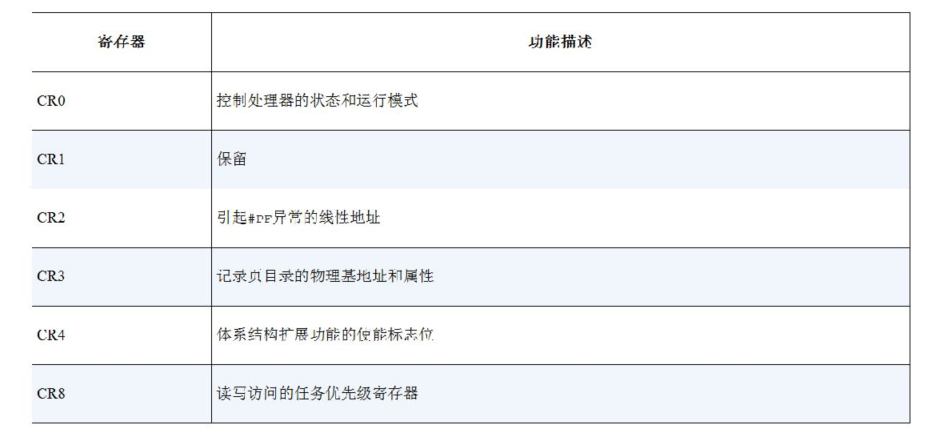 寄存器 功能描述
CR0 控制处理器的状态和运行模式
CR1 保留
CR2 引起#PF异常的线性地址
CR3 记录页目录的物理基地址和属性
CR4 体系结构扩展功能的使能标志位
CR8 读写访问的任务优先级寄存器